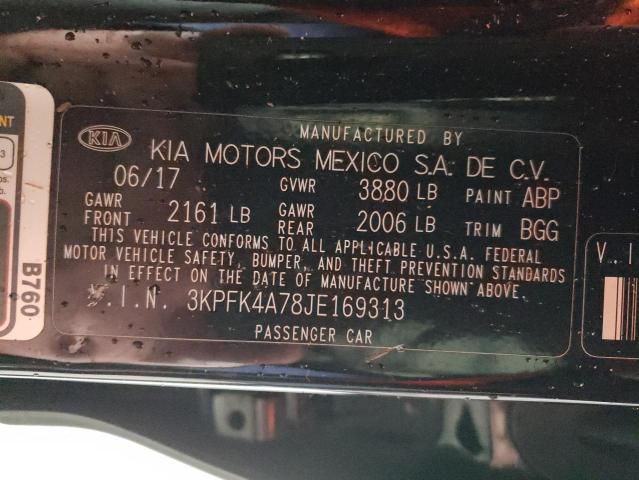 MANUFACTURED BY
KIA KIA MOTORS MEXICO S.A. DE C.V.
06/17 GVWR 3880 LB PAINT ABP
GAWR FRONT 2161 LB GAWR REAR 2006 LB TRIM BGG
THIS VEHICLE CONFORMS TO ALL APPLICABLE U.S.A. FEDERAL
MOTOR VEHICLE SAFETY, BUMPER, AND THEFT PREVENTION STANDARDS
IN EFFECT ON THE DATE OF MANUFACTURE SHOWN ABOVE
V.I.N. 3KPFK4A78JE169313
PASSENGER CAR
B760
NT
3
V.I